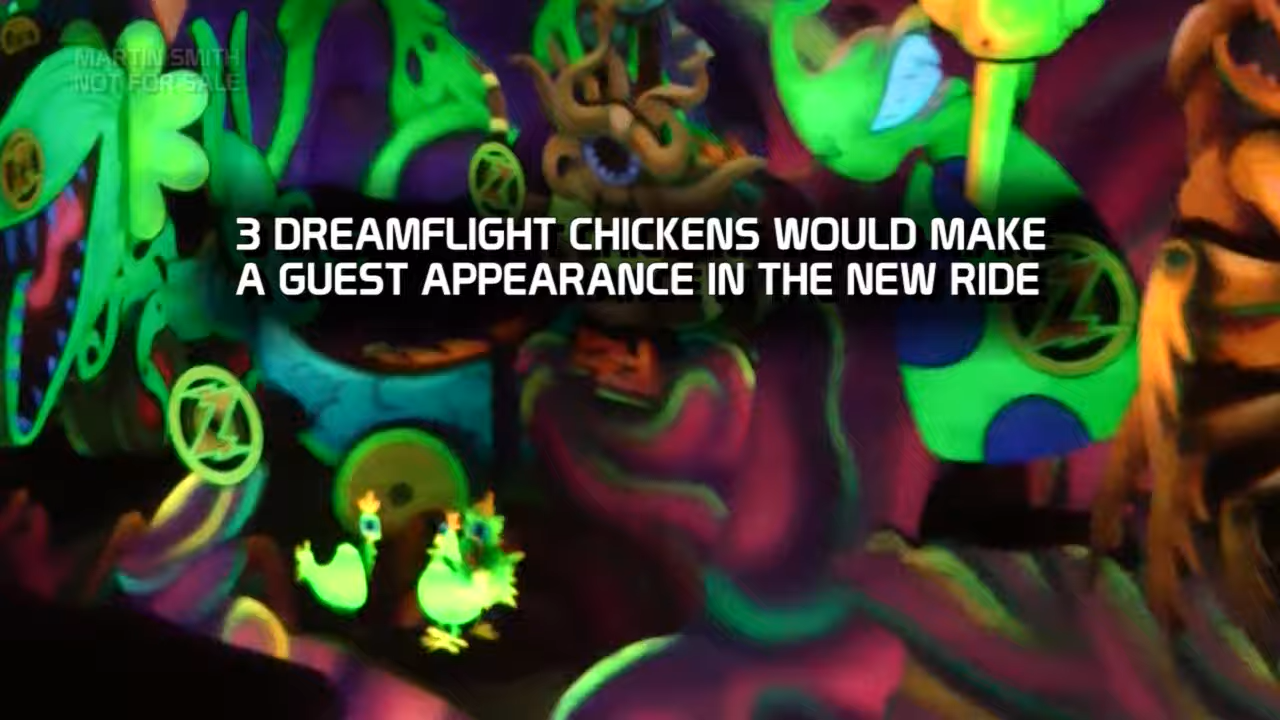 MARTIN SMITH
NOT FOR SALE
3 DREAMFLIGHT CHICKENS WOULD MAKE
A GUEST APPEARANCE IN THE NEW RIDE
Z
Z
Z